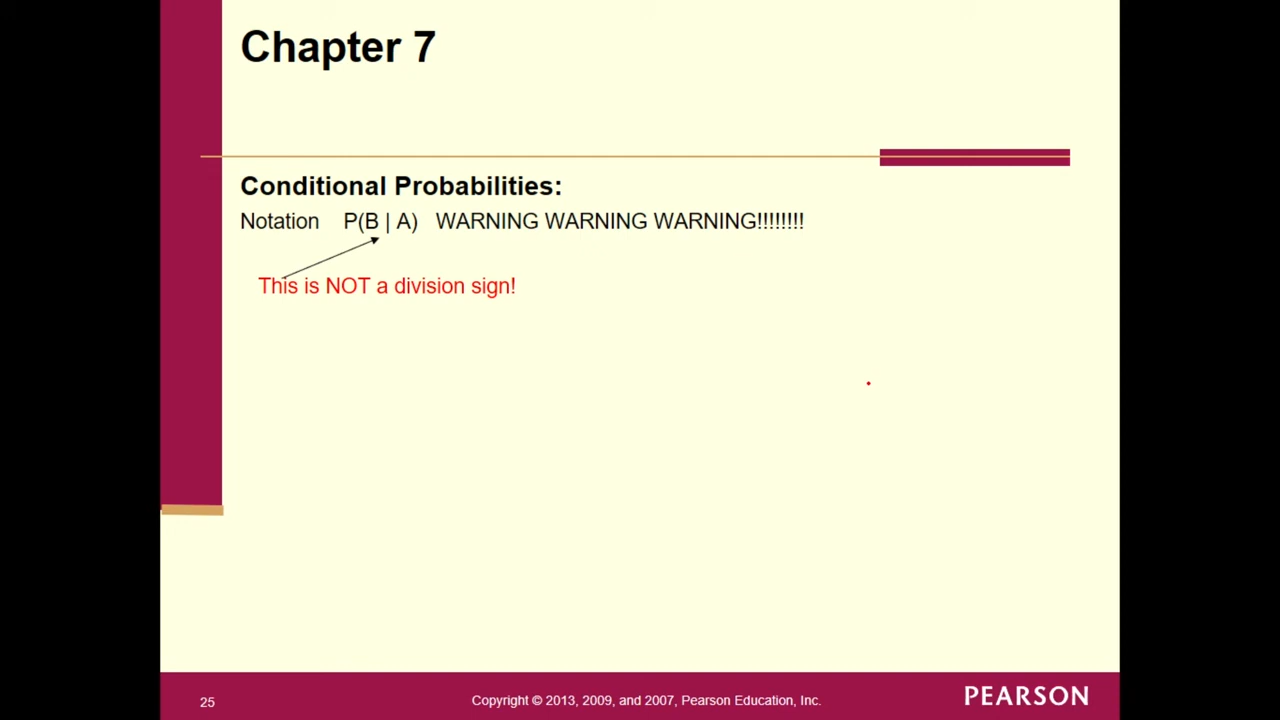 Chapter 7
Conditional Probabilities:
Notation P(B | A) WARNING WARNING WARNING!!!!!!!!
This is NOT a division sign!
25
Copyright © 2013, 2009, and 2007, Pearson Education, Inc.
PEARSON